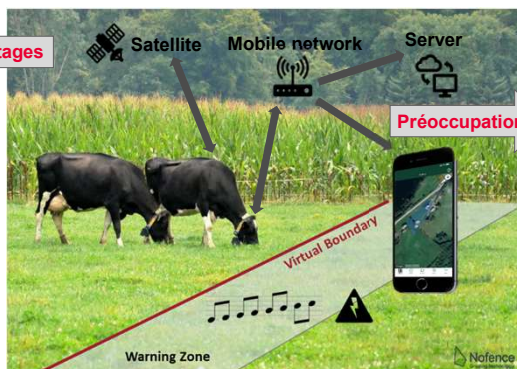 tages
Satellite
Mobile network
Server
Préoccupation
Virtual Boundary
Warning Zone
Nofence